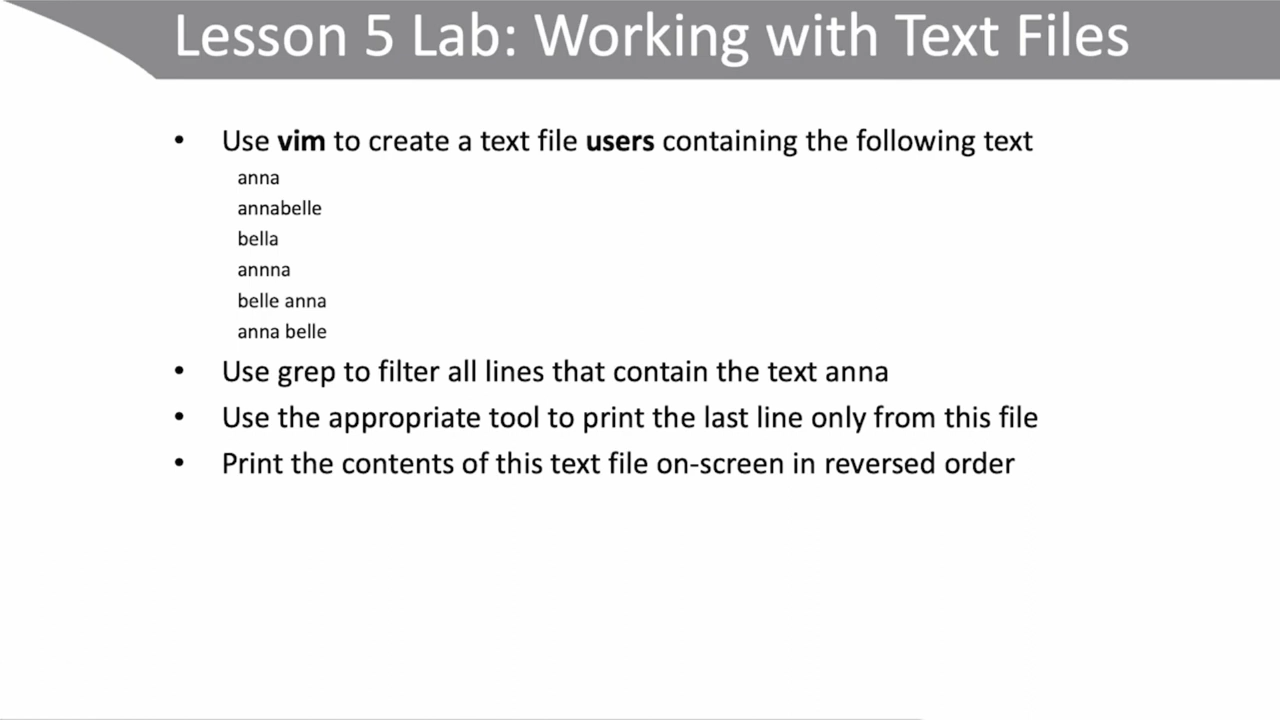 Lesson 5 Lab: Working with Text Files
• Use vim to create a text file users containing the following text
anna
annabelle
bella
annna
belle anna
anna belle
• Use grep to filter all lines that contain the text anna
• Use the appropriate tool to print the last line only from this file
• Print the contents of this text file on-screen in reversed order